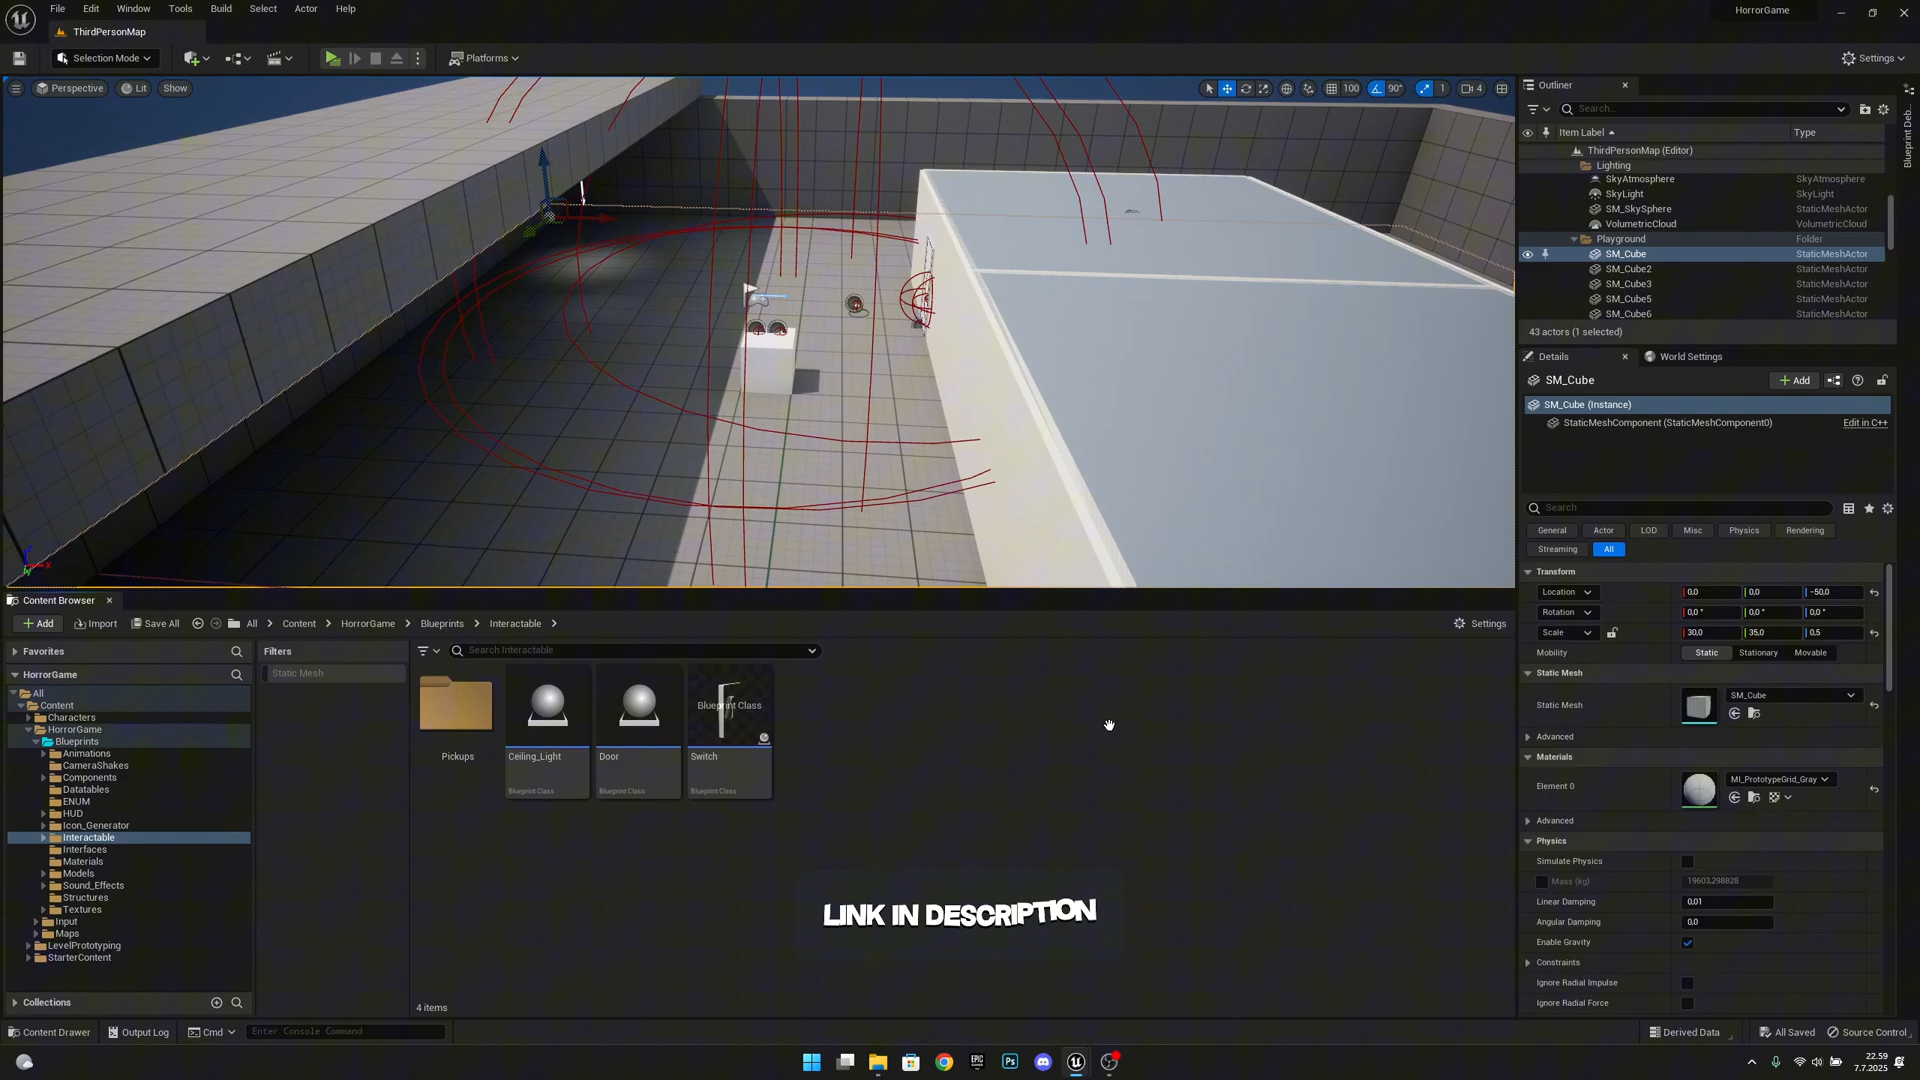 File Edit Window Tools Build Select Actor Help
HorrorGame
ThirdPersonMap
Selection Mode
Platforms
Settings
Perspective
Lit
Show
100
90°
1
4
Outliner
Search...
Item Label
Type
ThirdPersonMap (Editor)
Lighting
SkyAtmosphere SkyAtmosphere
SkyLight SkyLight
SM_SkySphere StaticMeshActor
VolumetricCloud VolumetricCloud
Playground Folder
SM_Cube StaticMeshActor
SM_Cube2 StaticMeshActor
SM_Cube3 StaticMeshActor
SM_Cube5 StaticMeshActor
SM_Cube6 StaticMeshActor
43 actors (1 selected)
Blueprint Deb..
Details
World Settings
SM_Cube
Add
SM_Cube (Instance)
StaticMeshComponent (StaticMeshComponent0)
Edit in C++
Search
General Actor LOD Misc Physics Rendering
Streaming All
Transform
Location 0,0 0,0 -50,0
Rotation 0,0 ° 0,0 ° 0,0 °
Scale 30,0 35,0 0,5
Mobility Static Stationary Movable
Static Mesh
Static Mesh SM_Cube
Advanced
Materials
Element 0 MI_PrototypeGrid_Gray
Advanced
Physics
Simulate Physics
Mass (kg) 19603,298828
Linear Damping 0,01
Angular Damping 0,0
Enable Gravity
Constraints
Ignore Radial Impulse
Ignore Radial Force
Content Browser
Add
Import
Save All
All > Content > HorrorGame > Blueprints > Interactable >
Settings
Favorites
HorrorGame
All
Content
Characters
HorrorGame
Blueprints
Animations
CameraShakes
Components
Datatables
ENUM
HUD
Icon_Generator
Interactable
Interfaces
Materials
Models
Sound_Effects
Structures
Textures
Input
Maps
LevelPrototyping
StarterContent
Collections
Filters
Static Mesh
Search Interactable
Pickups
Ceiling_Light
Blueprint Class
Door
Blueprint Class
Blueprint Class
Switch
Blueprint Class
LINK IN DESCRIPTION
4 items
Content Drawer
Output Log
Cmd
Enter Console Command
Derived Data
All Saved
Source Control
EPIC
Ps
22.59
7.7.2025